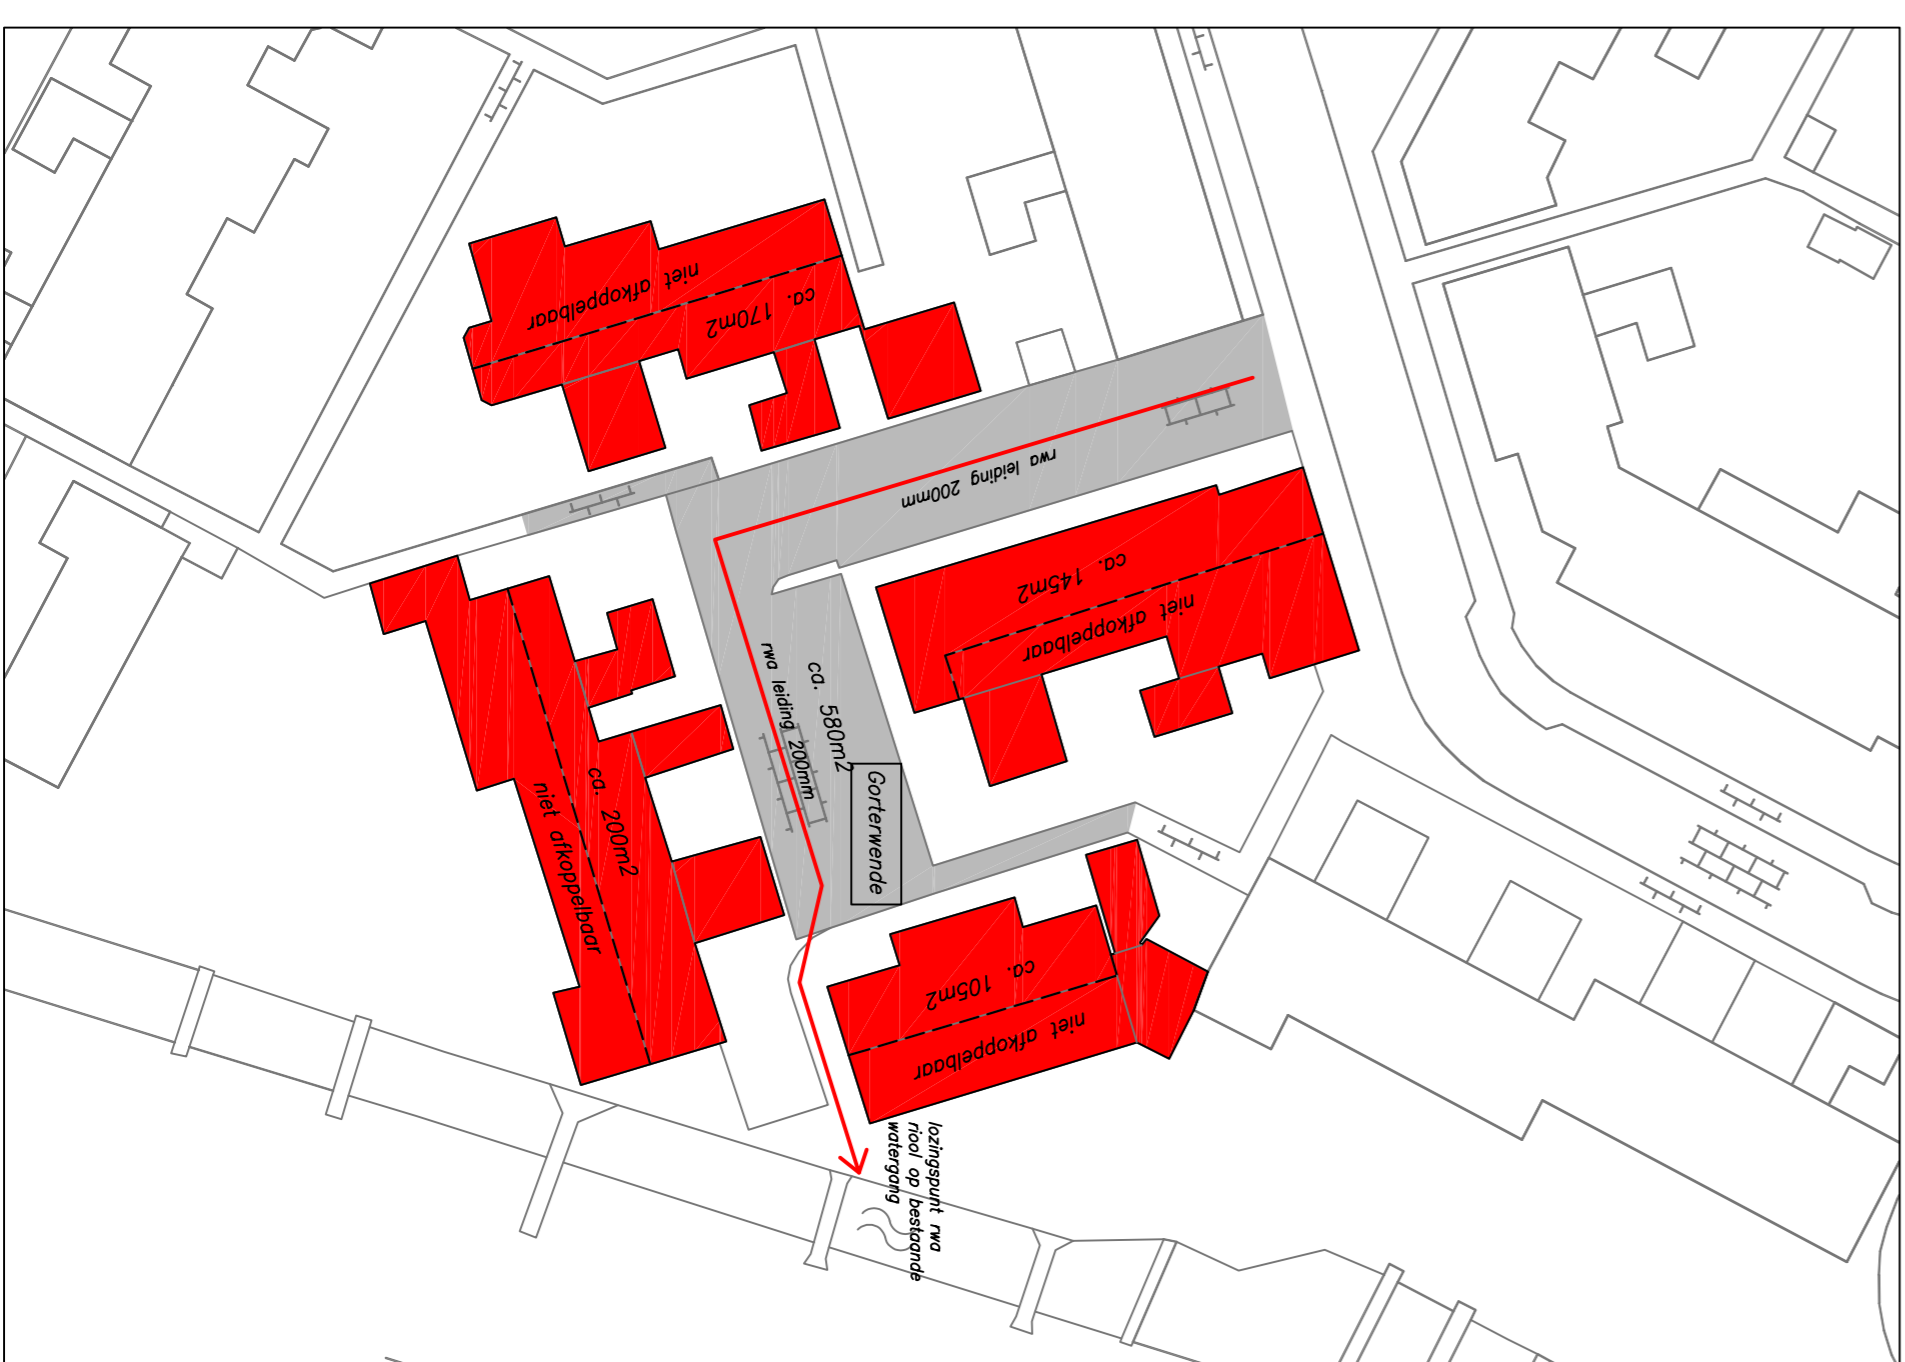 niet afkoppelbaar
ca. 170m2
rwa leiding 200mm
ca. 145m2
niet afkoppelbaar
rwa leiding 200mm
ca. 580m2
Gorterwende
ca. 200m2
niet afkoppelbaar
ca. 105m2
niet afkoppelbaar
lozingspunt rwa
riool op bestaande
watergang